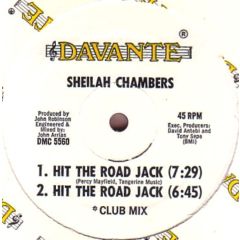 DAVANTE®
SHEILAH CHAMBERS
Produced by
John Robinson
Engineered &
Mixed by:
John Arrias
DMC 5560
45 RPM
Exec. Producers:
David Antobi and
Tony Sepe
(BMI)
1. HIT THE ROAD JACK (7:29)
(Percy Mayfield, Tangerine Music)
2. HIT THE ROAD JACK (6:45)
* CLUB MIX